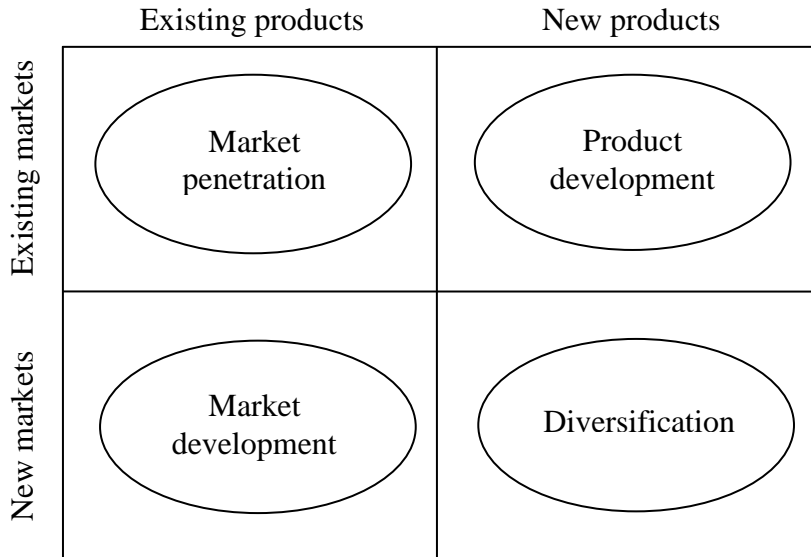 Existing products
New products
Existing markets
Market
penetration
Product
development
New markets
Market
development
Diversification